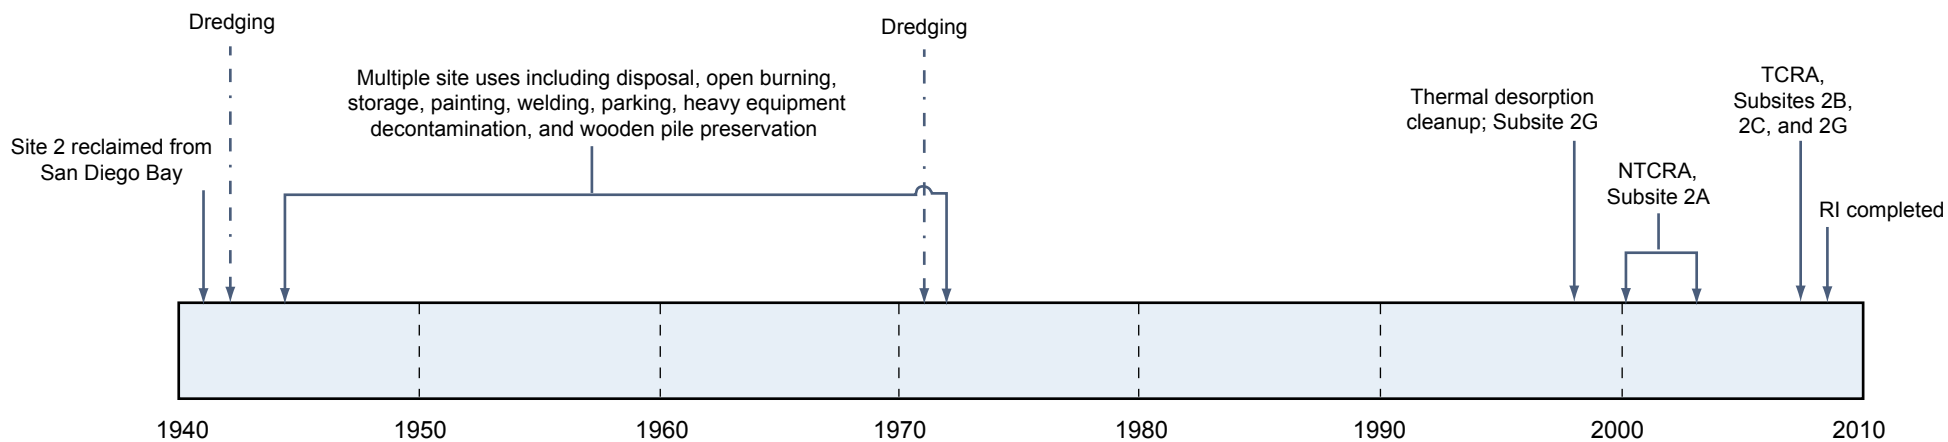 Dredging
Dredging
Multiple site uses including disposal, open burning,
storage, painting, welding, parking, heavy equipment
decontamination, and wooden pile preservation
TCRA,
Subsites 2B,
2C, and 2G
Thermal desorption
cleanup; Subsite 2G
Site 2 reclaimed from
San Diego Bay
NTCRA,
Subsite 2A
RI completed
1940
1950
1960
1970
1980
1990
2000
2010